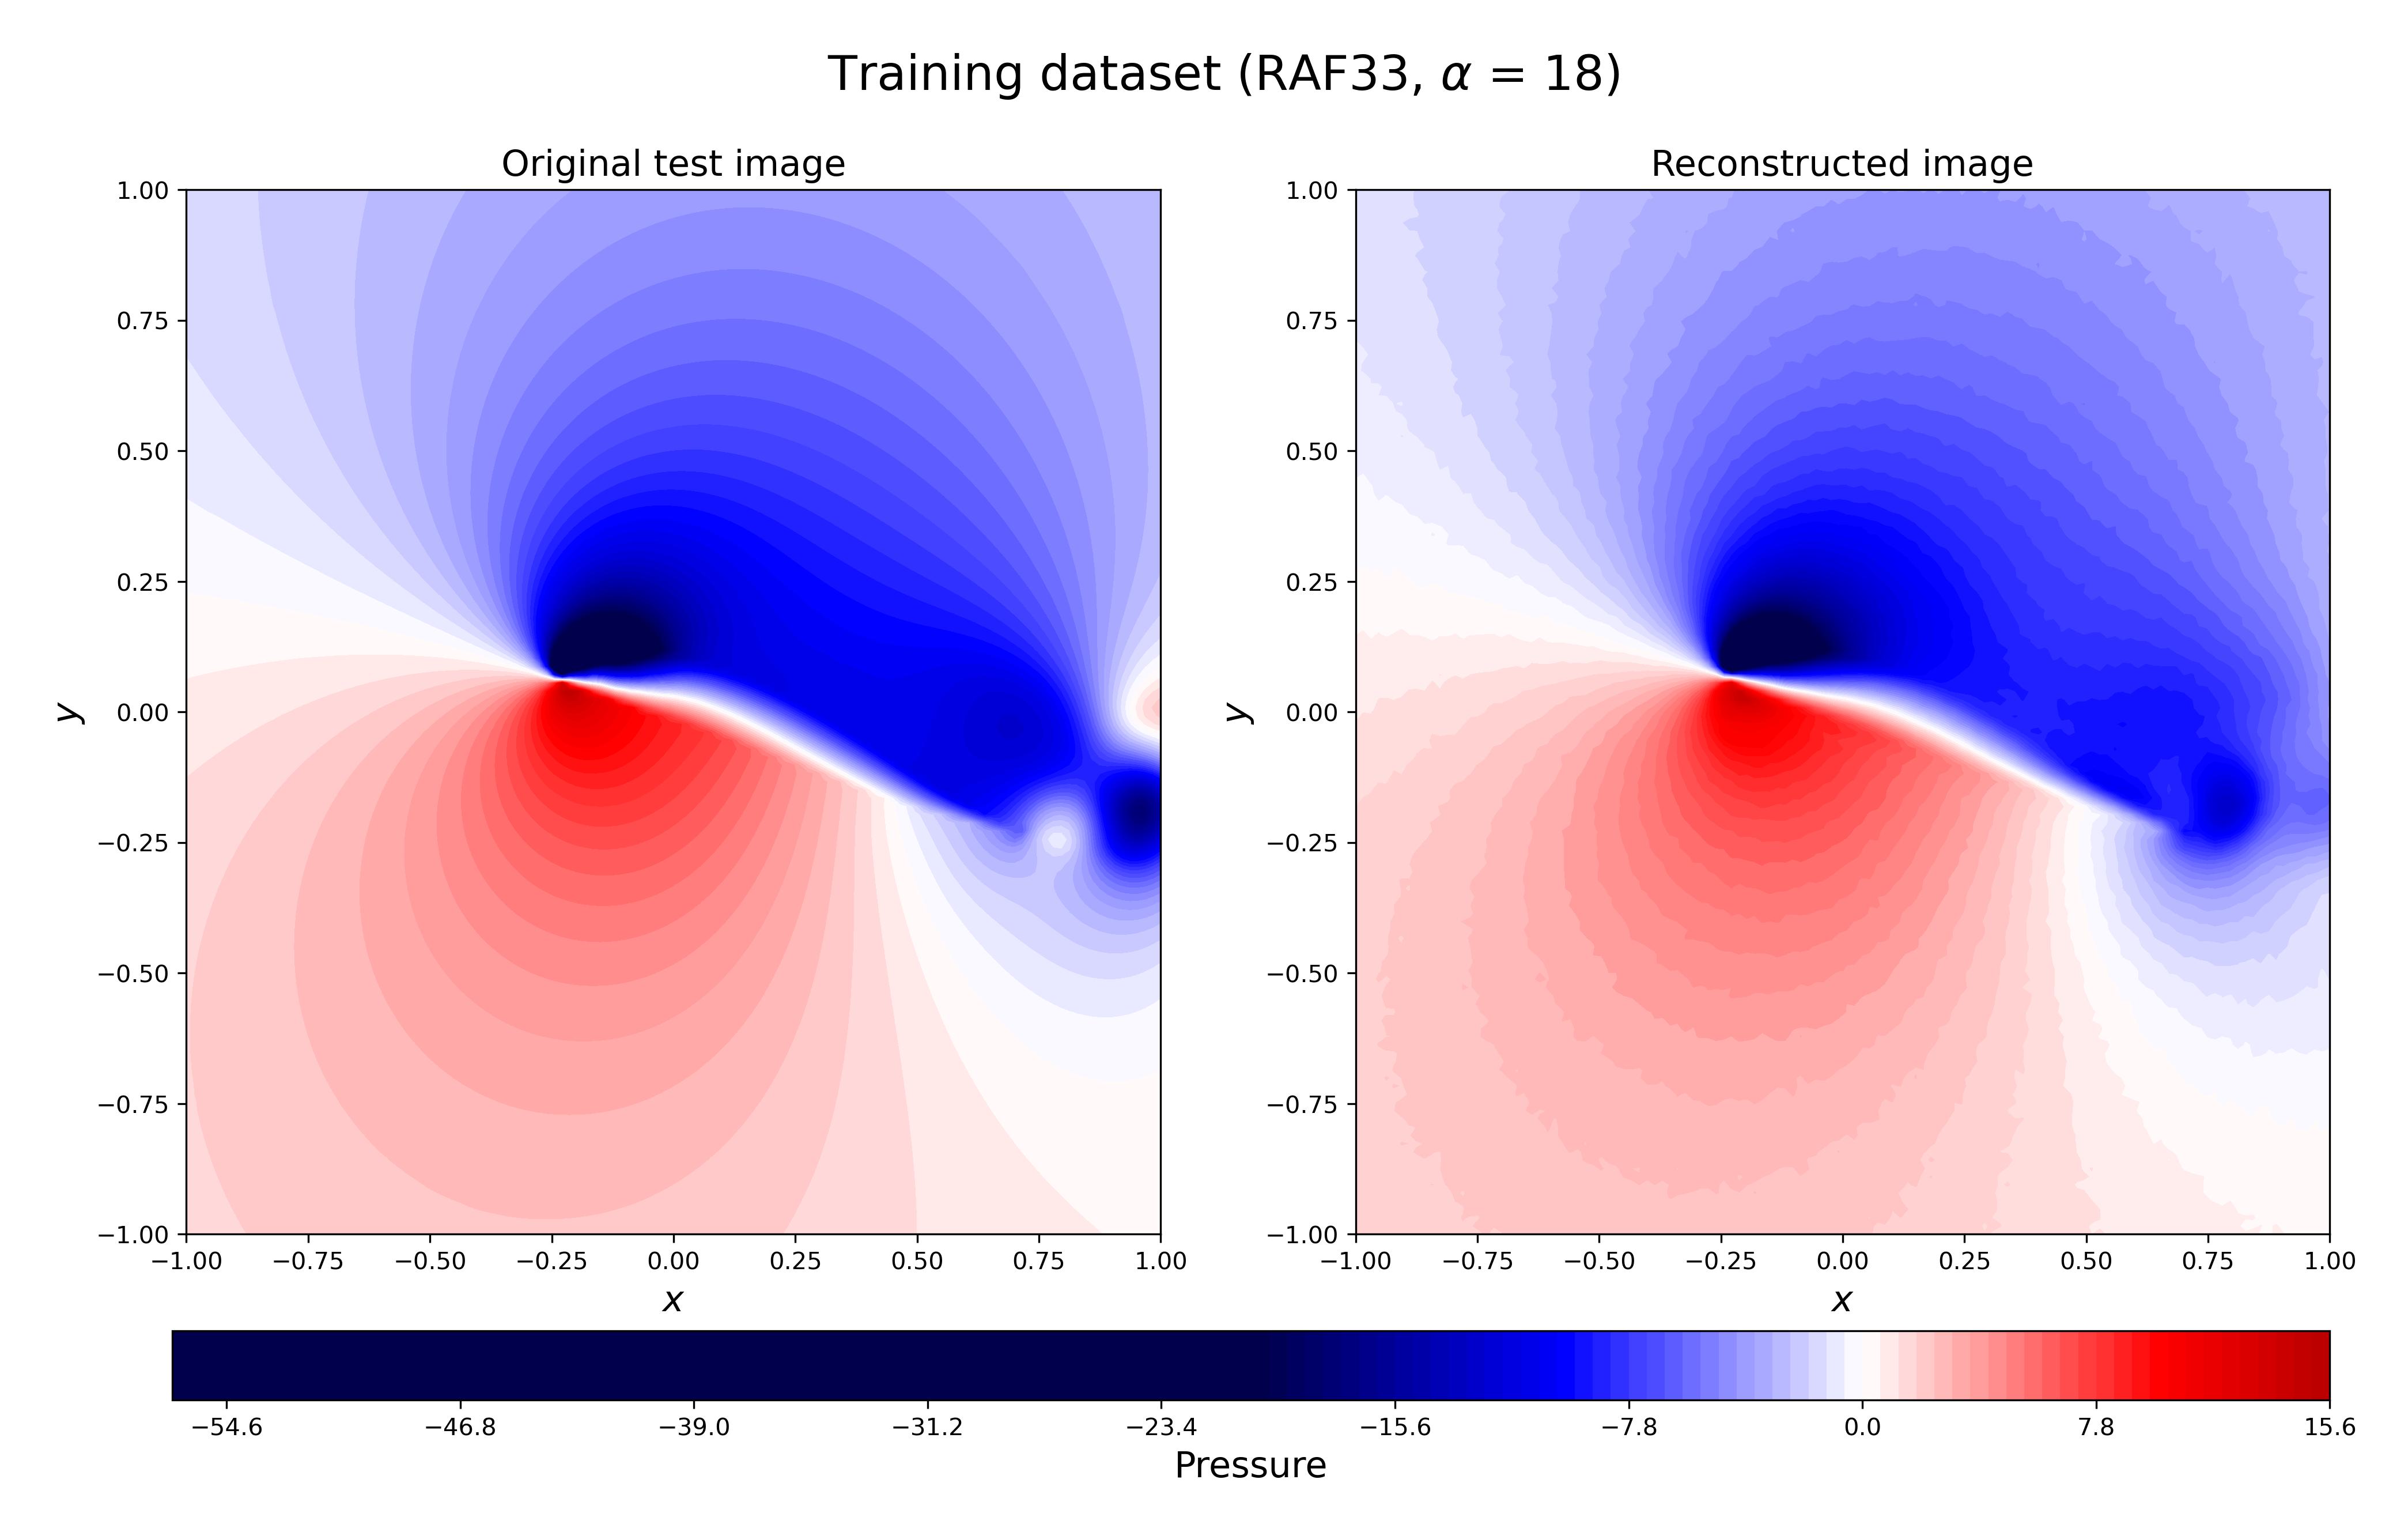 Training dataset (RAF33, α = 18)
Original test image
Reconstructed image
1.00
0.75
0.50
0.25
0.00
−0.25
−0.50
−0.75
−1.00
y
−1.00 −0.75 −0.50 −0.25 0.00 0.25 0.50 0.75 1.00
x
1.00
0.75
0.50
0.25
0.00
−0.25
−0.50
−0.75
−1.00
y
−1.00 −0.75 −0.50 −0.25 0.00 0.25 0.50 0.75 1.00
x
−54.6 −46.8 −39.0 −31.2 −23.4 −15.6 −7.8 0.0 7.8 15.6
Pressure